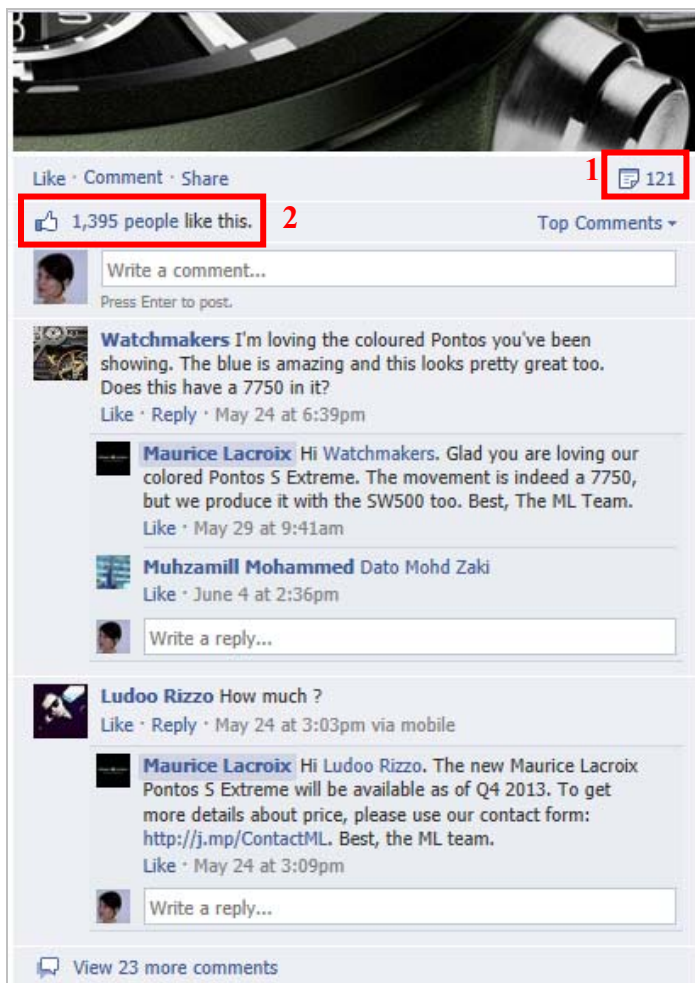 Like · Comment · Share
1
121
1,395 people like this.
2
Top Comments
Write a comment...
Press Enter to post.
Watchmakers I'm loving the coloured Pontos you've been
showing. The blue is amazing and this looks pretty great too.
Does this have a 7750 in it?
Like · Reply · May 24 at 6:39pm
Maurice Lacroix Hi Watchmakers. Glad you are loving our
colored Pontos S Extreme. The movement is indeed a 7750,
but we produce it with the SW500 too. Best, The ML Team.
Like · May 29 at 9:41am
Muhzamill Mohammed Dato Mohd Zaki
Like · June 4 at 2:36pm
Write a reply...
Ludoo Rizzo How much ?
Like · Reply · May 24 at 3:03pm via mobile
Maurice Lacroix Hi Ludoo Rizzo. The new Maurice Lacroix
Pontos S Extreme will be available as of Q4 2013. To get
more details about price, please use our contact form:
http://j.mp/ContactML. Best, the ML team.
Like · May 24 at 3:09pm
Write a reply...
View 23 more comments